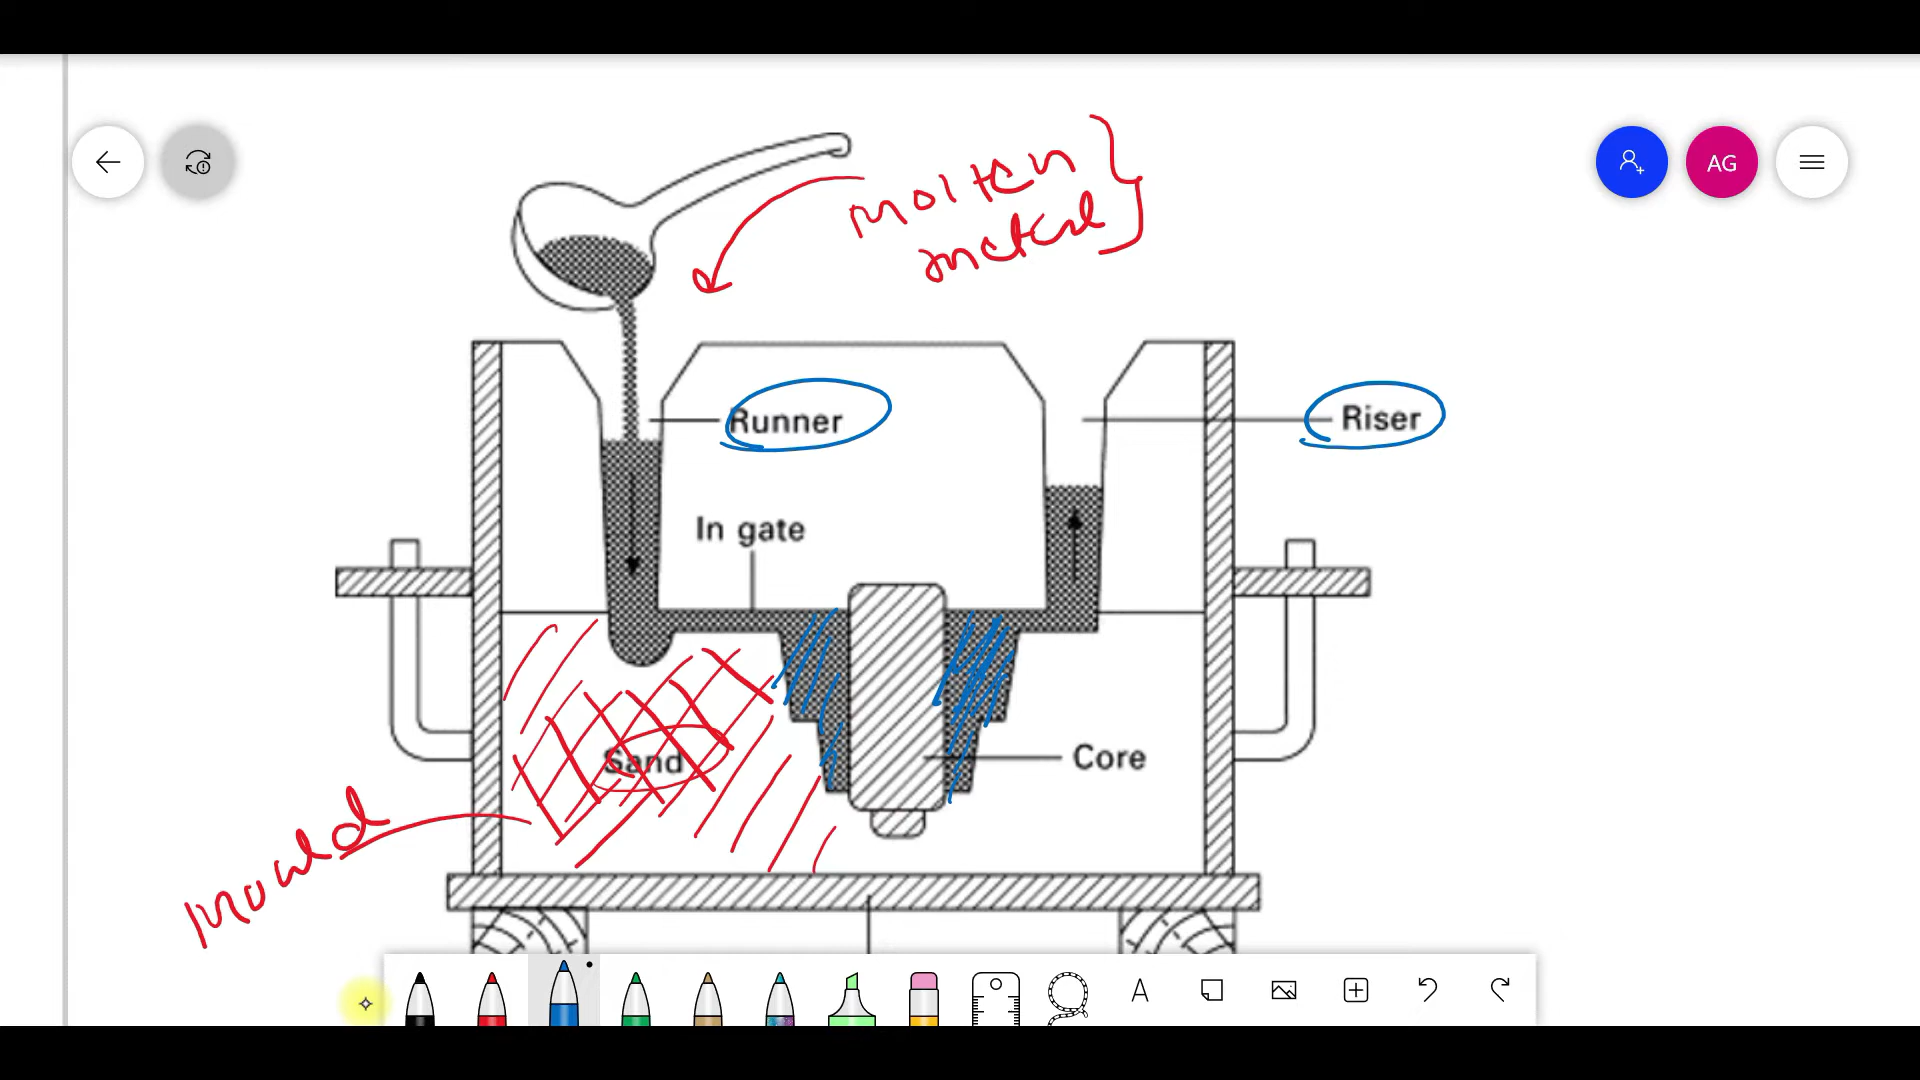 AG
Molten
metal
Runner
Riser
In gate
Sand
Core
Mould
A